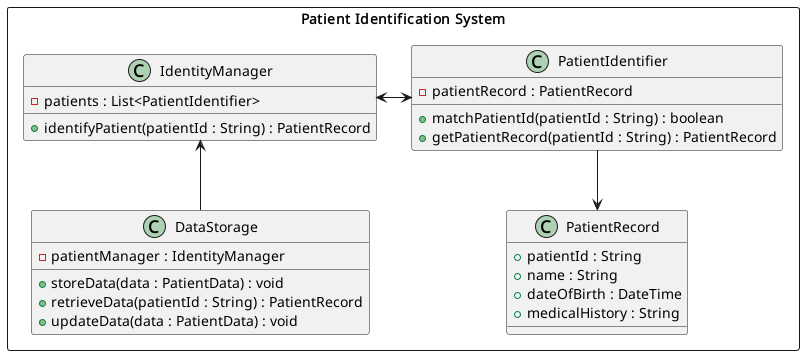 Patient Identification System
C IdentityManager
patients : List<PatientIdentifier>
identifyPatient(patientId : String) : PatientRecord
C PatientIdentifier
patientRecord : PatientRecord
matchPatientId(patientId : String) : boolean
getPatientRecord(patientId : String) : PatientRecord
C DataStorage
patientManager : IdentityManager
storeData(data : PatientData) : void
retrieveData(patientId : String) : PatientRecord
updateData(data : PatientData) : void
C PatientRecord
patientId : String
name : String
dateOfBirth : DateTime
medicalHistory : String